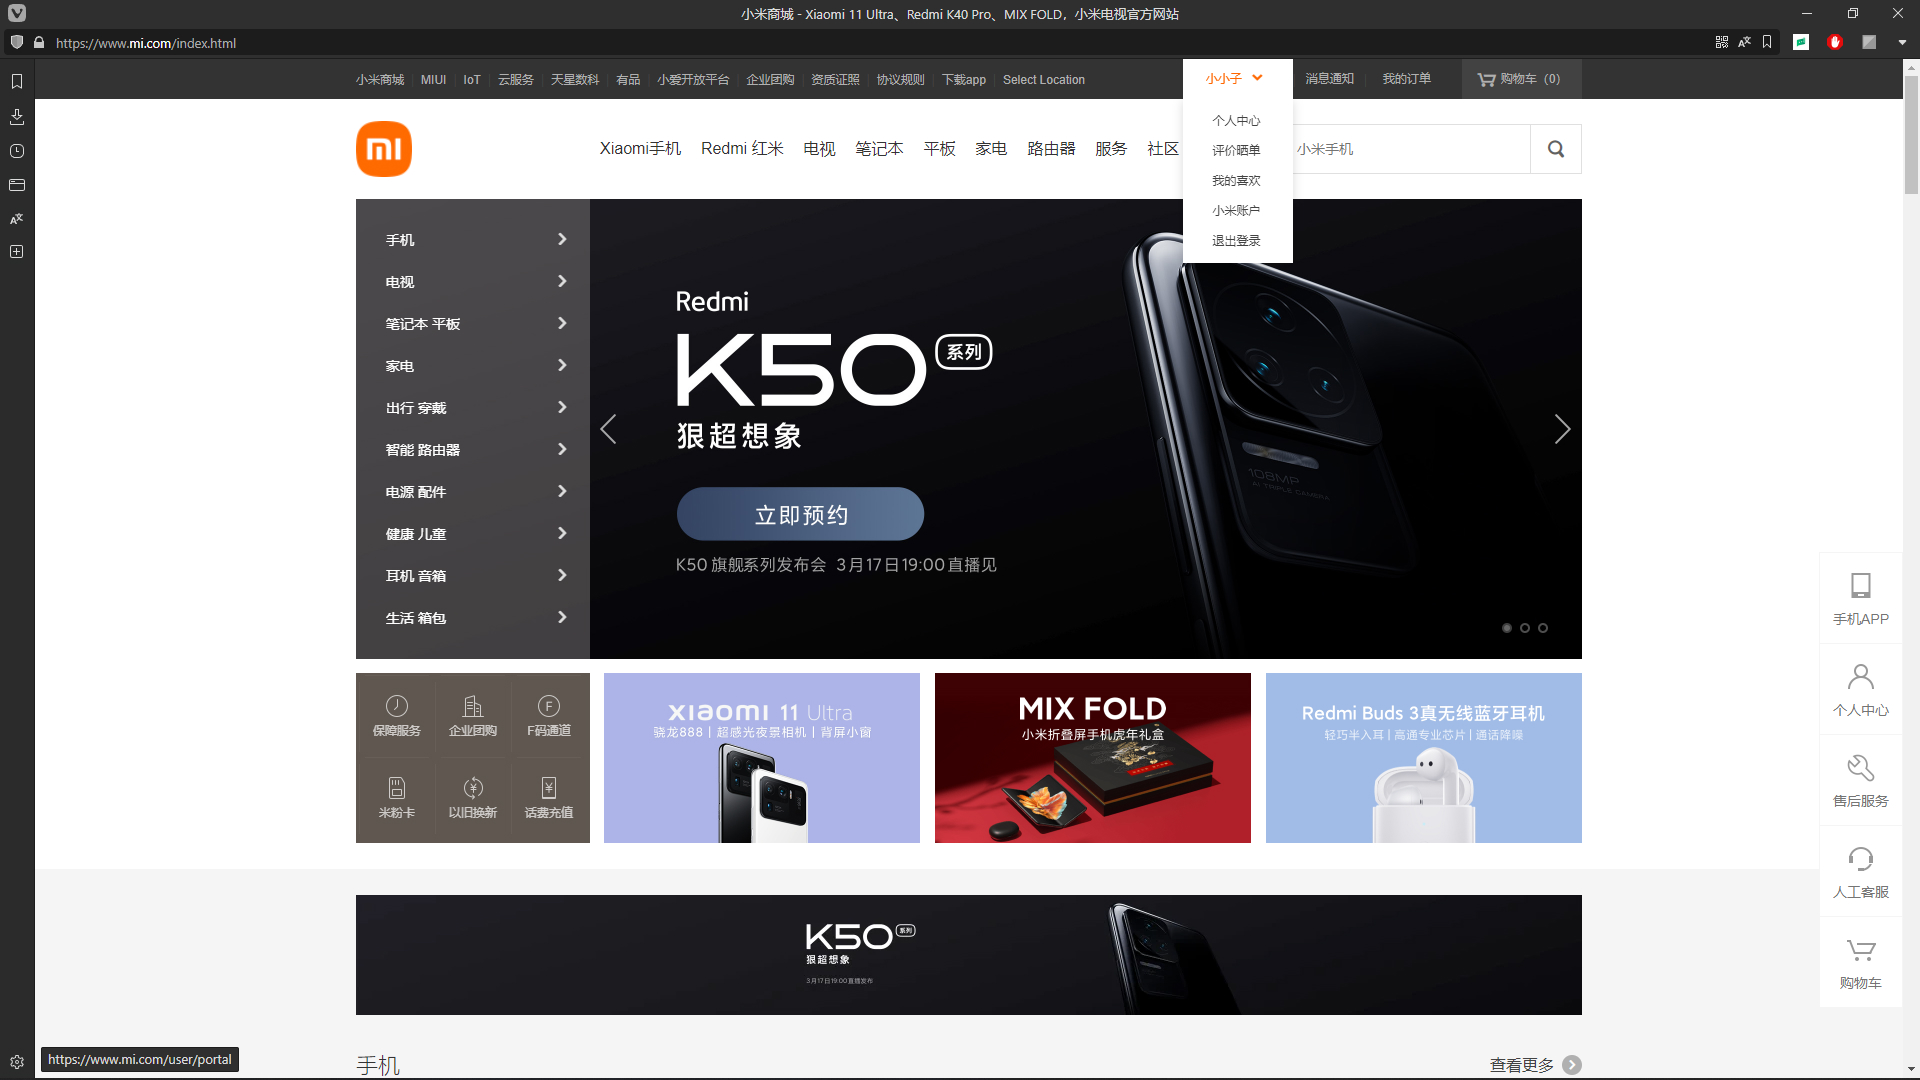 小米商城 - Xiaomi 11 Ultra、Redmi K40 Pro、MIX FOLD，小米电视官方网站
https://www.mi.com/index.html
小米商城 MIUI IoT 云服务 天星数科 有品 小爱开放平台 企业团购 资质证照 协议规则 下载app Select Location
小小子 消息通知 我的订单 购物车（0）
个人中心
评价晒单
我的喜欢
小米账户
退出登录
Xiaomi手机 Redmi 红米 电视 笔记本 平板 家电 路由器 服务 社区
小米手机
手机
电视
笔记本 平板
家电
出行 穿戴
智能 路由器
电源 配件
健康 儿童
耳机 音箱
生活 箱包
Redmi
K50 系列
狠超想象
立即预约
K50 旗舰系列发布会 3月17日19:00直播见
108MP
AI TRIPLE CAMERA
保障服务 企业团购 F码通道
米粉卡 以旧换新 话费充值
xiaomi 11 Ultra
骁龙888 | 超感光夜景相机 | 背屏小窗
MIX FOLD
小米折叠屏手机虎年礼盒
Redmi Buds 3真无线蓝牙耳机
轻巧半入耳 | 高通专业芯片 | 通话降噪
手机APP
个人中心
售后服务
人工客服
购物车
K50 系列
狠超想象
3月17日19:00直播发布
手机
查看更多
https://www.mi.com/user/portal